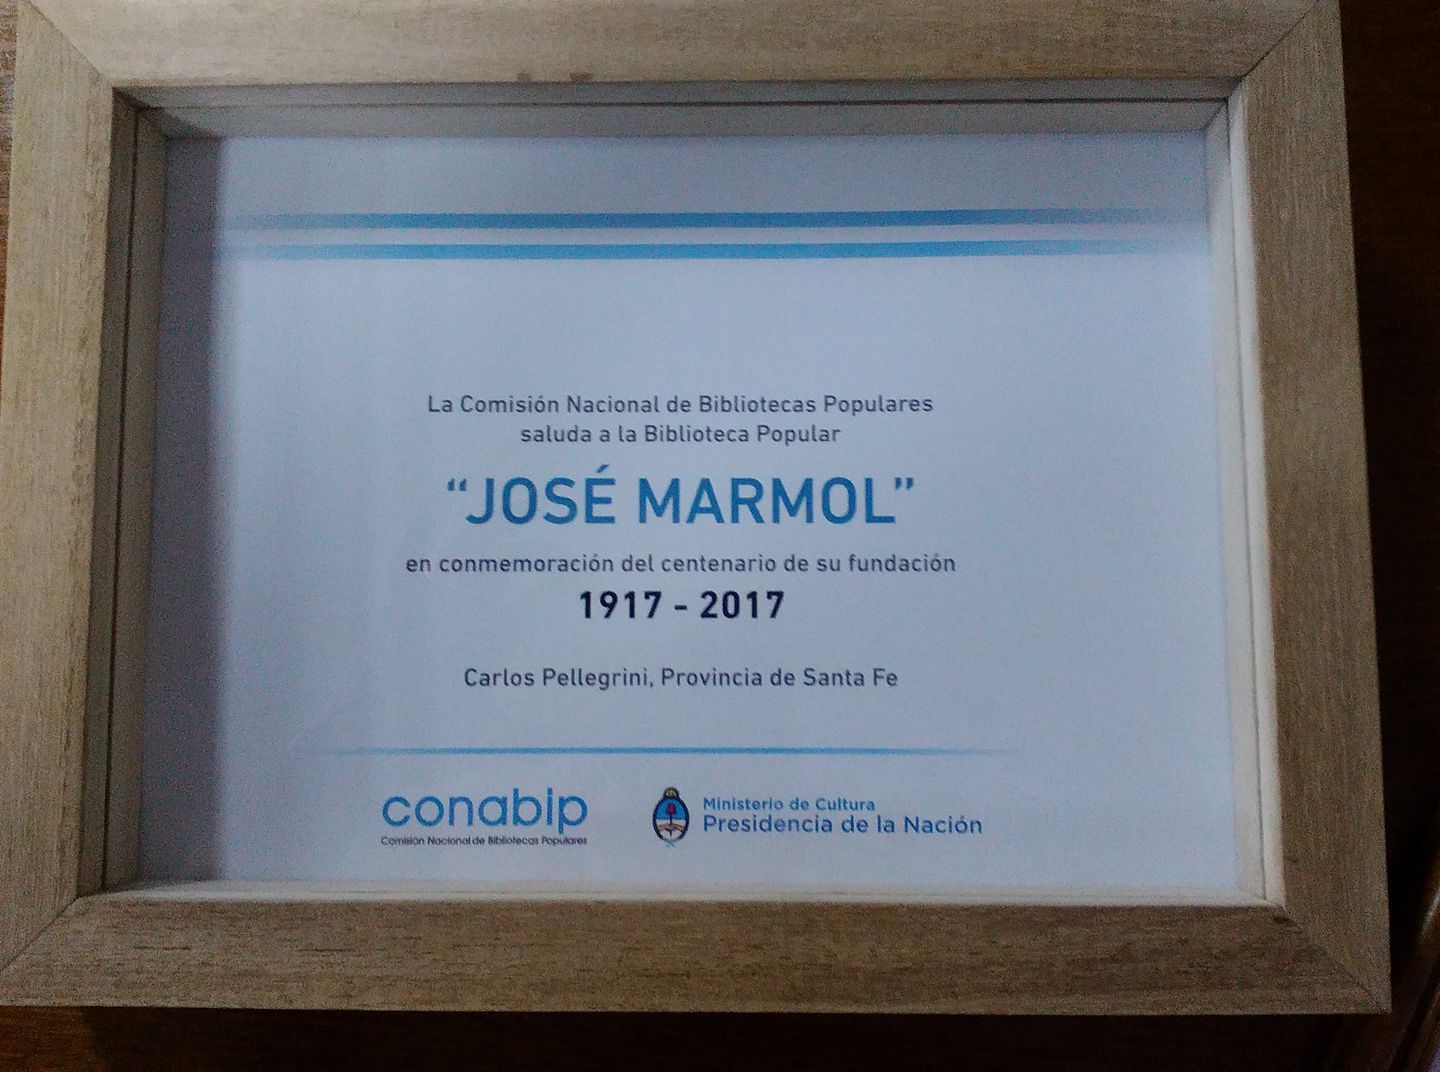 La Comisión Nacional de Bibliotecas Populares
saluda a la Biblioteca Popular
“JOSÉ MARMOL”
en conmemoración del centenario de su fundación
1917 - 2017
Carlos Pellegrini, Provincia de Santa Fe
conabip
Comisión Nacional de Bibliotecas Populares
Ministerio de Cultura
Presidencia de la Nación